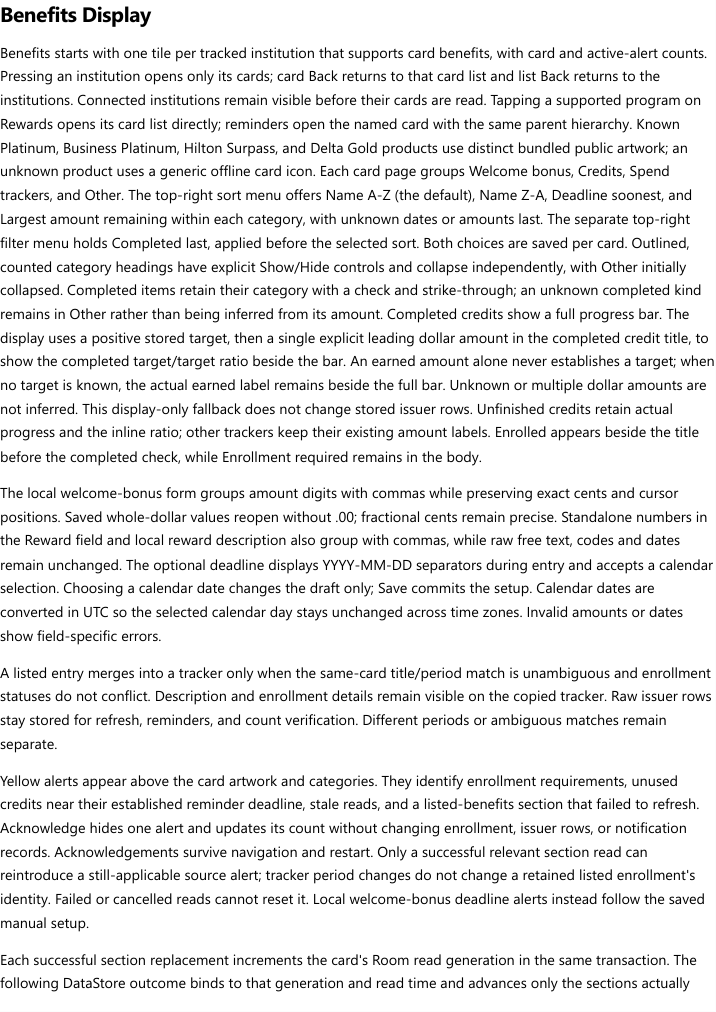 Benefits Display
Benefits starts with one tile per tracked institution that supports card benefits, with card and active-alert counts.
Pressing an institution opens only its cards; card Back returns to that card list and list Back returns to the
institutions. Connected institutions remain visible before their cards are read. Tapping a supported program on
Rewards opens its card list directly; reminders open the named card with the same parent hierarchy. Known
Platinum, Business Platinum, Hilton Surpass, and Delta Gold products use distinct bundled public artwork; an
unknown product uses a generic offline card icon. Each card page groups Welcome bonus, Credits, Spend
trackers, and Other. The top-right sort menu offers Name A-Z (the default), Name Z-A, Deadline soonest, and
Largest amount remaining within each category, with unknown dates or amounts last. The separate top-right
filter menu holds Completed last, applied before the selected sort. Both choices are saved per card. Outlined,
counted category headings have explicit Show/Hide controls and collapse independently, with Other initially
collapsed. Completed items retain their category with a check and strike-through; an unknown completed kind
remains in Other rather than being inferred from its amount. Completed credits show a full progress bar. The
display uses a positive stored target, then a single explicit leading dollar amount in the completed credit title, to
show the completed target/target ratio beside the bar. An earned amount alone never establishes a target; when
no target is known, the actual earned label remains beside the full bar. Unknown or multiple dollar amounts are
not inferred. This display-only fallback does not change stored issuer rows. Unfinished credits retain actual
progress and the inline ratio; other trackers keep their existing amount labels. Enrolled appears beside the title
before the completed check, while Enrollment required remains in the body.
The local welcome-bonus form groups amount digits with commas while preserving exact cents and cursor
positions. Saved whole-dollar values reopen without .00; fractional cents remain precise. Standalone numbers in
the Reward field and local reward description also group with commas, while raw free text, codes and dates
remain unchanged. The optional deadline displays YYYY-MM-DD separators during entry and accepts a calendar
selection. Choosing a calendar date changes the draft only; Save commits the setup. Calendar dates are
converted in UTC so the selected calendar day stays unchanged across time zones. Invalid amounts or dates
show field-specific errors.
A listed entry merges into a tracker only when the same-card title/period match is unambiguous and enrollment
statuses do not conflict. Description and enrollment details remain visible on the copied tracker. Raw issuer rows
stay stored for refresh, reminders, and count verification. Different periods or ambiguous matches remain
separate.
Yellow alerts appear above the card artwork and categories. They identify enrollment requirements, unused
credits near their established reminder deadline, stale reads, and a listed-benefits section that failed to refresh.
Acknowledge hides one alert and updates its count without changing enrollment, issuer rows, or notification
records. Acknowledgements survive navigation and restart. Only a successful relevant section read can
reintroduce a still-applicable source alert; tracker period changes do not change a retained listed enrollment's
identity. Failed or cancelled reads cannot reset it. Local welcome-bonus deadline alerts instead follow the saved
manual setup.
Each successful section replacement increments the card's Room read generation in the same transaction. The
following DataStore outcome binds to that generation and read time and advances only the sections actually